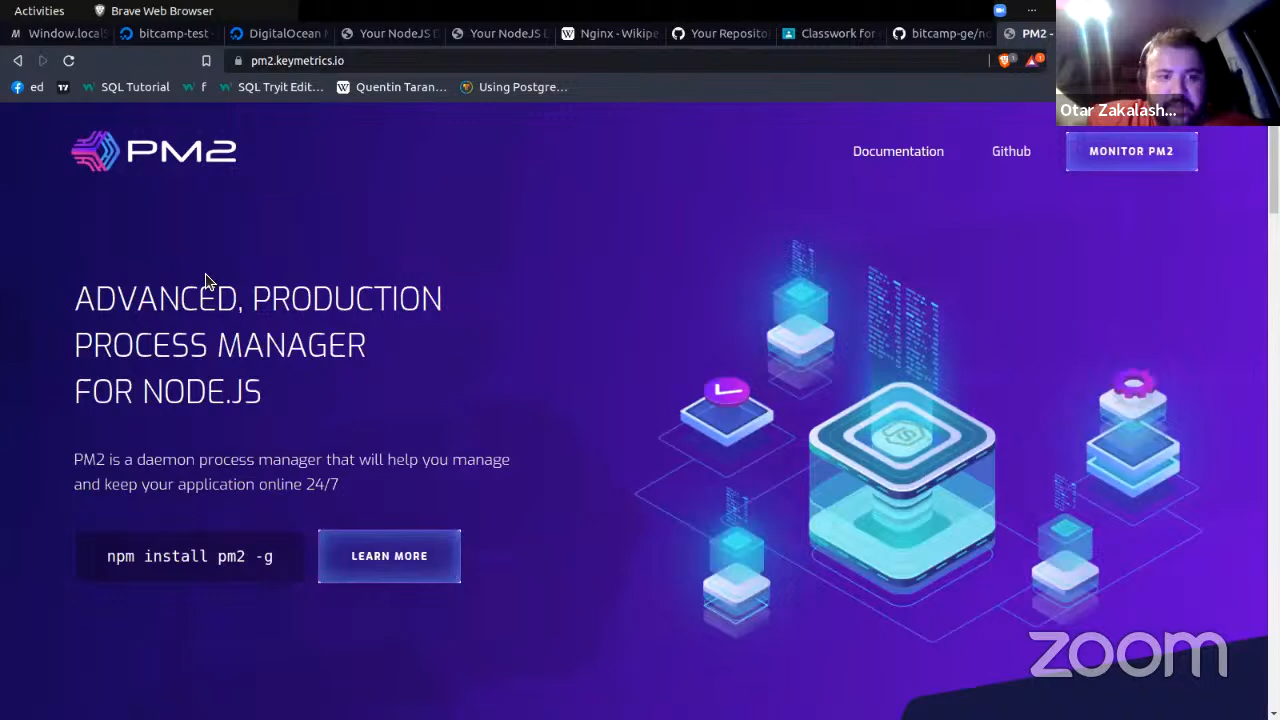 Activities
Brave Web Browser
Window.locals
bitcamp-test -
DigitalOcean
Your NodeJS
Your NodeJS
Nginx - Wikipe
Your Reposito
Classwork for
bitcamp-ge/no
PM2 -
pm2.keymetrics.io
ed
SQL Tutorial
f
SQL Tryit Edit...
Quentin Taran...
Using Postgre...
Otar Zakalash...
PM2
Documentation
Github
MONITOR PM2
ADVANCED, PRODUCTION
PROCESS MANAGER
FOR NODE.JS
PM2 is a daemon process manager that will help you manage
and keep your application online 24/7
npm install pm2 -g
LEARN MORE
zoom